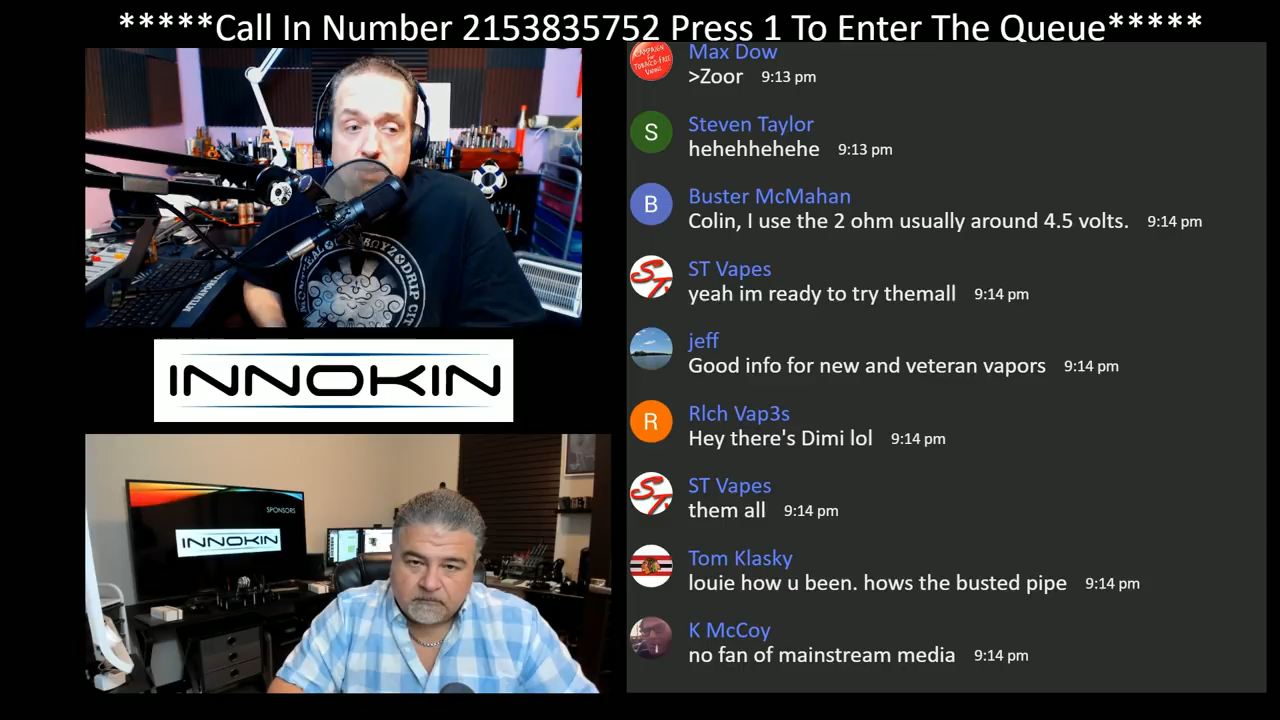 *****Call In Number 2153835752 Press 1 To Enter The Queue*****
INNOKIN
SPONSORS
INNOKIN
Max Dow
>Zoor 9:13 pm
S
Steven Taylor
hehehhehehe 9:13 pm
B
Buster McMahan
Colin, I use the 2 ohm usually around 4.5 volts. 9:14 pm
ST
ST Vapes
yeah im ready to try themall 9:14 pm
jeff
Good info for new and veteran vapors 9:14 pm
R
Rlch Vap3s
Hey there's Dimi lol 9:14 pm
ST
ST Vapes
them all 9:14 pm
Tom Klasky
louie how u been. hows the busted pipe 9:14 pm
K McCoy
no fan of mainstream media 9:14 pm